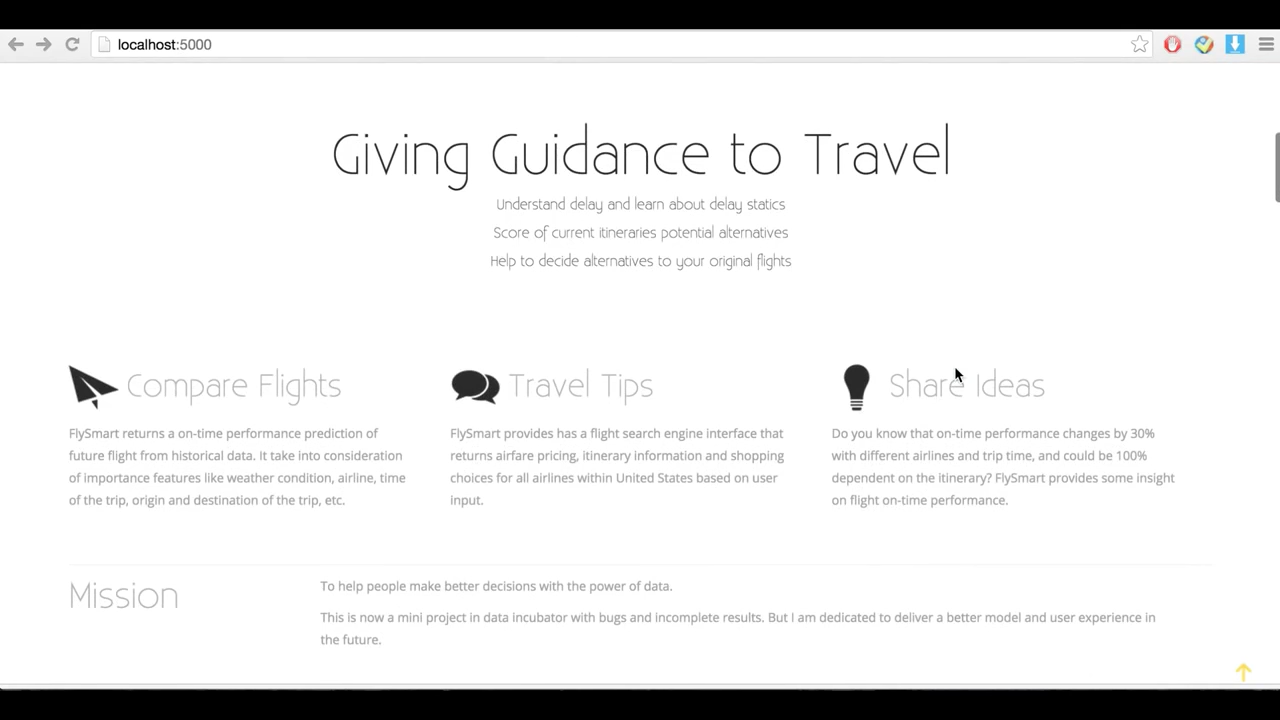 localhost:5000
Giving Guidance to Travel
Understand delay and learn about delay statics
Score of current itineraries potential alternatives
Help to decide alternatives to your original flights
Compare Flights
FlySmart returns a on-time performance prediction of
future flight from historical data. It take into consideration
of importance features like weather condition, airline, time
of the trip, origin and destination of the trip, etc.
Travel Tips
FlySmart provides has a flight search engine interface that
returns airfare pricing, itinerary information and shopping
choices for all airlines within United States based on user
input.
Share Ideas
Do you know that on-time performance changes by 30%
with different airlines and trip time, and could be 100%
dependent on the itinerary? FlySmart provides some insight
on flight on-time performance.
Mission
To help people make better decisions with the power of data.
This is now a mini project in data incubator with bugs and incomplete results. But I am dedicated to deliver a better model and user experience in
the future.